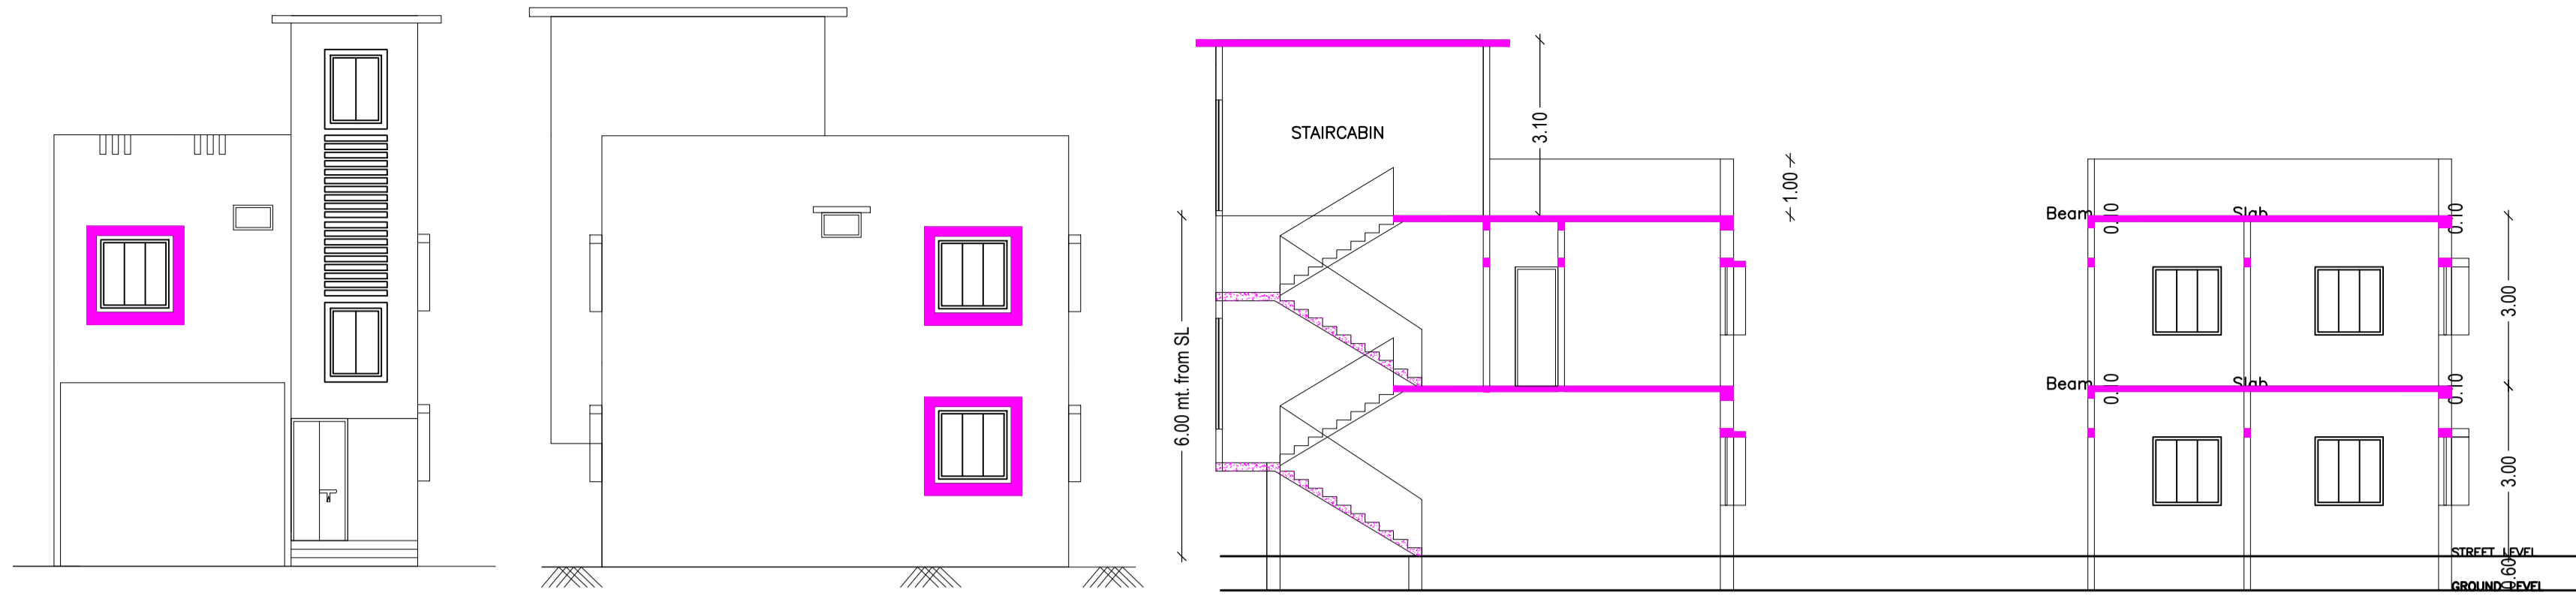 STAIRCABIN
3.10
1.00
6.00 mt. from SL
Beam
0.10
Slab
0.10
3.00
Beam
0.10
Slab
0.10
3.00
STREET LEVEL
0.60
GROUND LEVEL